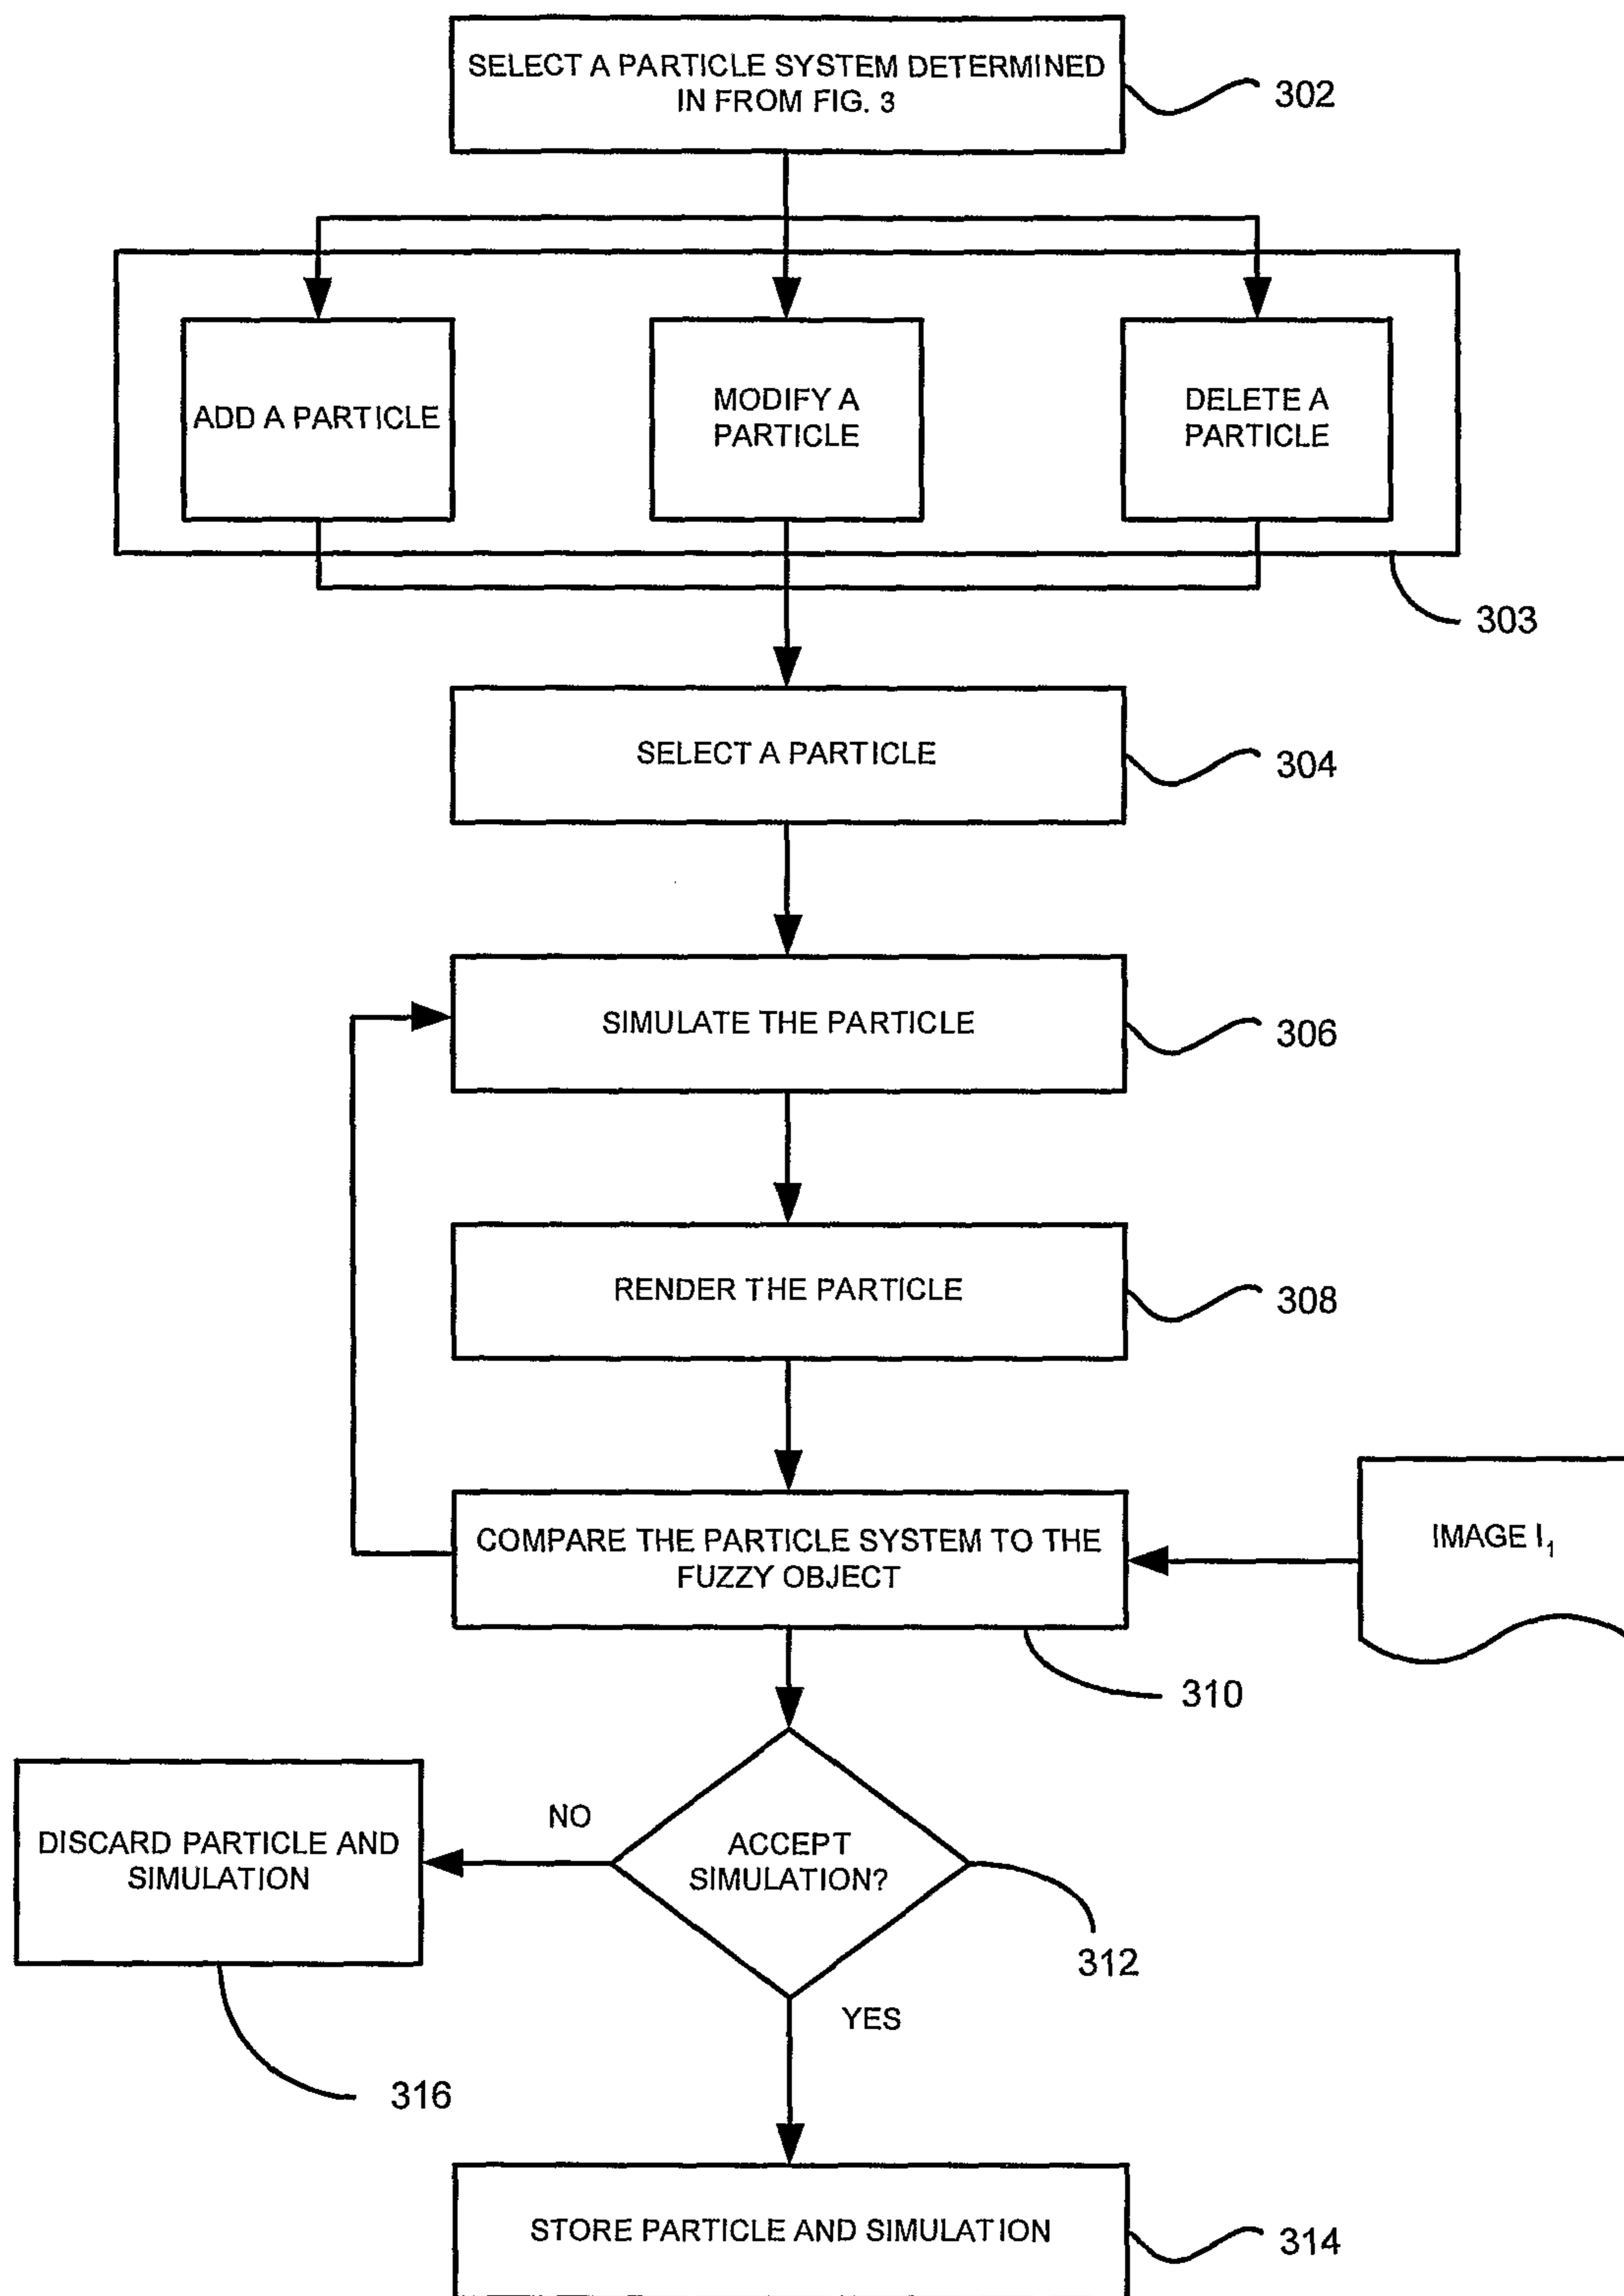 SELECT A PARTICLE SYSTEM DETERMINED
IN FROM FIG. 3
302
ADD A PARTICLE
MODIFY A
PARTICLE
DELETE A
PARTICLE
303
SELECT A PARTICLE
304
SIMULATE THE PARTICLE
306
RENDER THE PARTICLE
308
COMPARE THE PARTICLE SYSTEM TO THE
FUZZY OBJECT
IMAGE I₁
310
NO
DISCARD PARTICLE AND
SIMULATION
ACCEPT
SIMULATION?
312
YES
316
STORE PARTICLE AND SIMULATION
314